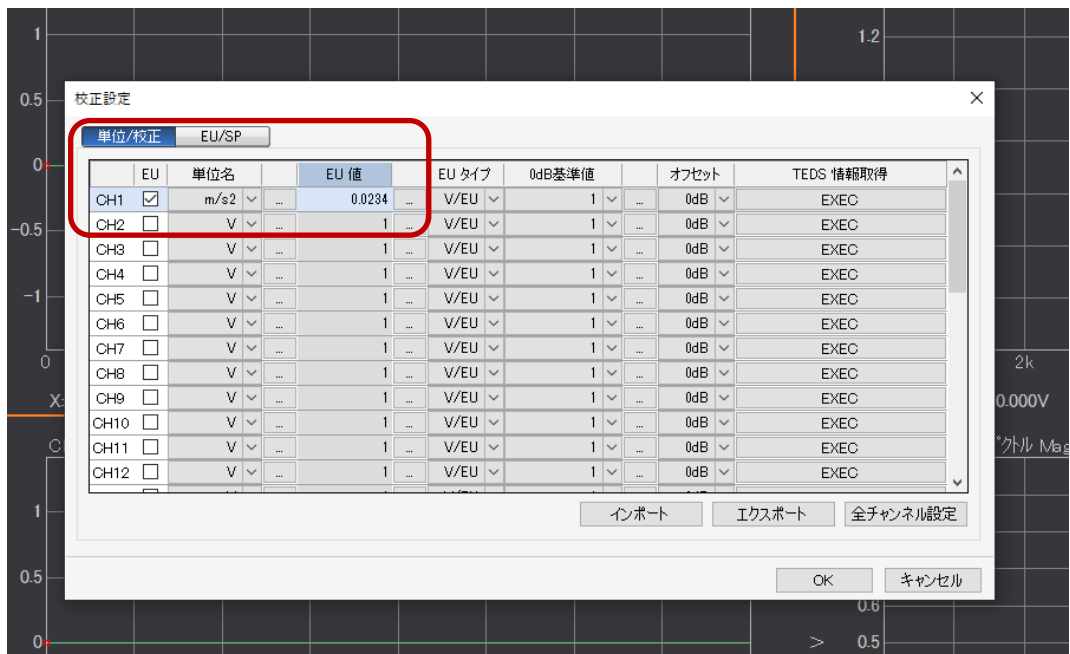 1
1.2
0.5
校正設定
単位/校正 EU/SP
0
EU 単位名 EU 値 EU タイプ 0dB基準値 オフセット TEDS 情報取得
CH1 m/s2 ... 0.0234 ... V/EU 1 ... 0dB EXEC
-0.5
CH2 V ... 1 ... V/EU 1 ... 0dB EXEC
CH3 V ... 1 ... V/EU 1 ... 0dB EXEC
CH4 V ... 1 ... V/EU 1 ... 0dB EXEC
-1
CH5 V ... 1 ... V/EU 1 ... 0dB EXEC
CH6 V ... 1 ... V/EU 1 ... 0dB EXEC
CH7 V ... 1 ... V/EU 1 ... 0dB EXEC
0
2k
CH8 V ... 1 ... V/EU 1 ... 0dB EXEC
CH9 V ... 1 ... V/EU 1 ... 0dB EXEC
X:
0.000V
CH10 V ... 1 ... V/EU 1 ... 0dB EXEC
CH11 V ... 1 ... V/EU 1 ... 0dB EXEC
C
クトル Mag
CH12 V ... 1 ... V/EU 1 ... 0dB EXEC
1
インポート エクスポート 全チャンネル設定
0.5
OK キャンセル
0.6
0
> 0.5